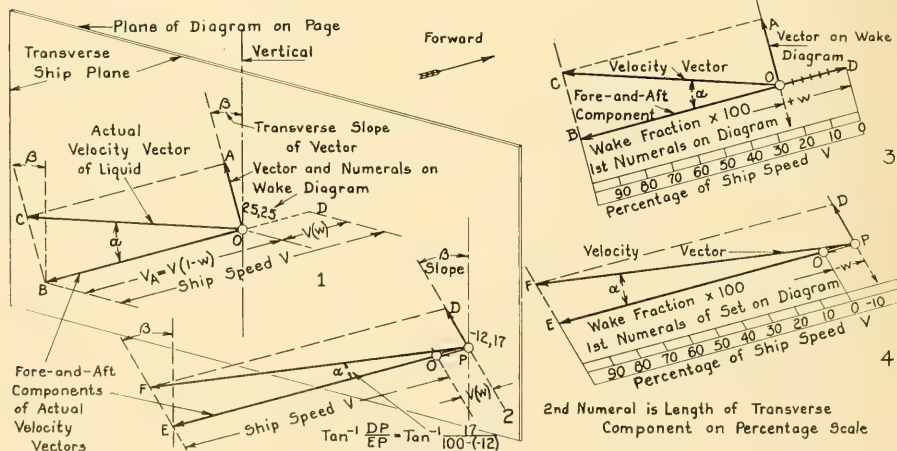 Plane of Diagram on Page
Vertical
Transverse
Ship Plane
Forward
β
β
Transverse Slope
of Vector
Actual
Velocity Vector
of Liquid
A
Vector and Numerals on
Wake Diagram
25,25
C
D
O
α
V(w)
V_A = V(1-w)
Ship Speed V
B
1
β
Slope
D
β
-12,17
P
O
F
α
V(w)
Fore-and-Aft
Components
of Actual
Velocity
Vectors
E
Ship Speed V
2
Tan⁻¹ DP/EP = Tan⁻¹ 17/100-(-12)
A
Vector on Wake
Diagram
C
Velocity Vector
O
D
α
Fore-and-Aft
Component
+w
B
Wake Fraction x 100
1st Numerals on Diagram
90 80 70 60 50 40 30 20 10 0
Percentage of Ship Speed V
3
D
Velocity Vector
P
O
F
α
-w
E
Wake Fraction x 100
1st Numerals of Set on Diagram
90 80 70 60 50 40 30 20 10 0 -10
Percentage of Ship Speed V
4
2nd Numeral is Length of Transverse
Component on Percentage Scale